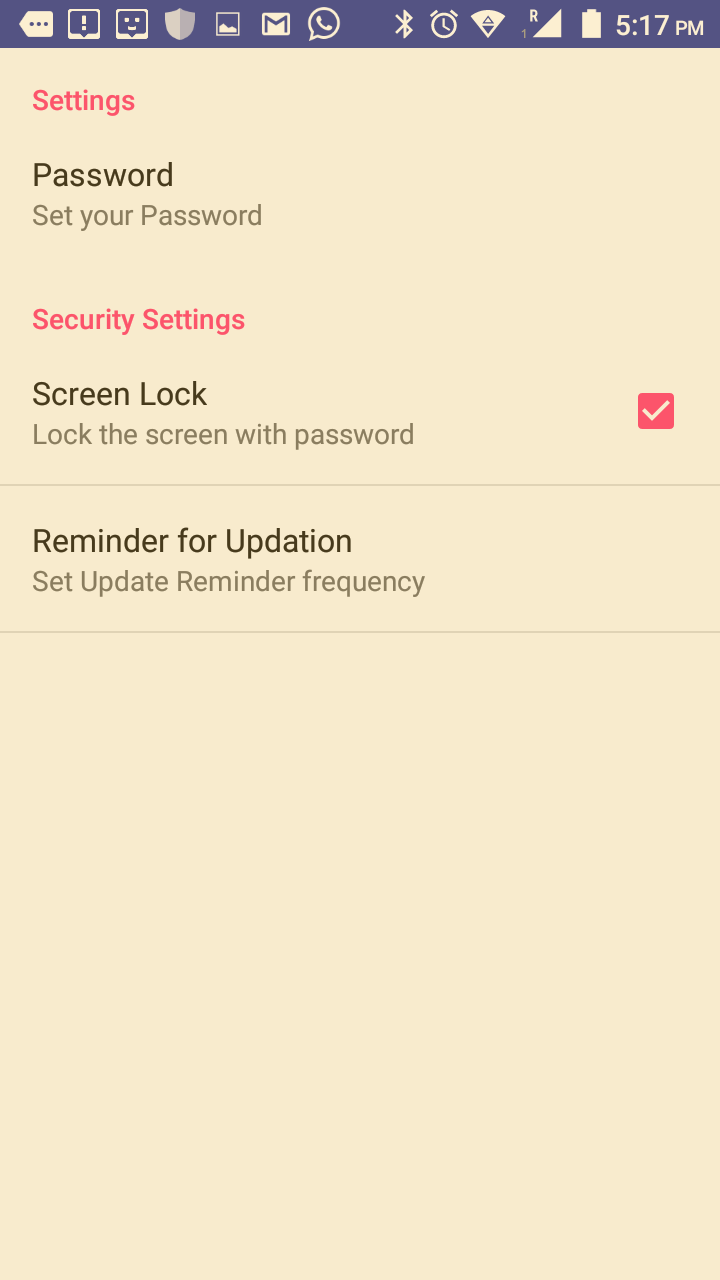 R
1
5:17 PM
Settings
Password
Set your Password
Security Settings
Screen Lock
Lock the screen with password
Reminder for Updation
Set Update Reminder frequency